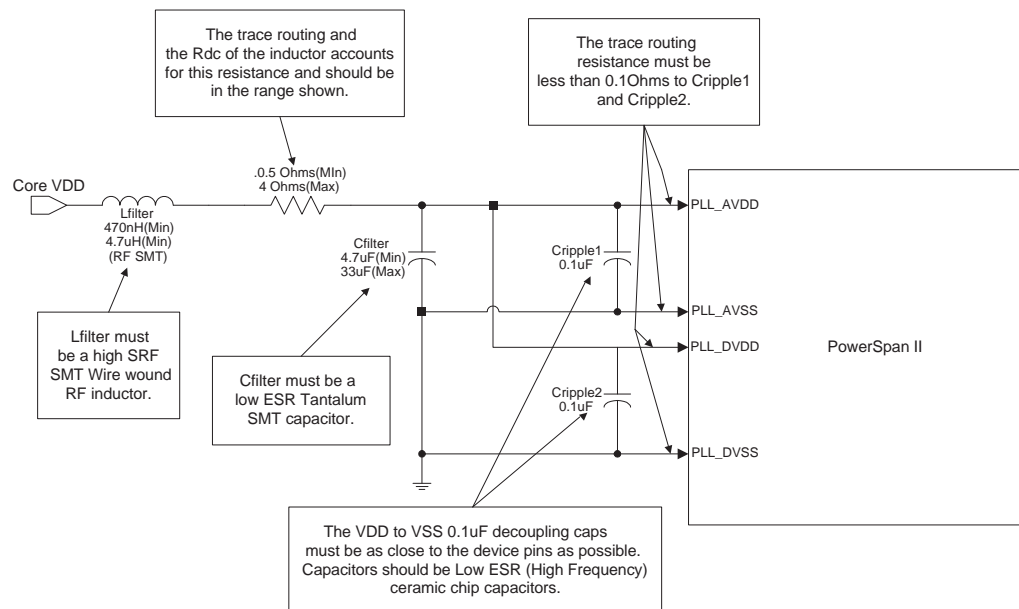 The trace routing and
the Rdc of the inductor accounts
for this resistance and should be
in the range shown.
The trace routing
resistance must be
less than 0.1Ohms to Cripple1
and Cripple2.
Core VDD
.0.5 Ohms(MIn)
4 Ohms(Max)
Lfilter
470nH(Min)
4.7uH(Min)
(RF SMT)
Cfilter
4.7uF(Min)
33uF(Max)
Cripple1
0.1uF
PLL_AVDD
PLL_AVSS
PLL_DVDD
PowerSpan II
Lfilter must
be a high SRF
SMT Wire wound
RF inductor.
Cfilter must be a
low ESR Tantalum
SMT capacitor.
Cripple2
0.1uF
PLL_DVSS
The VDD to VSS 0.1uF decoupling caps
must be as close to the device pins as possible.
Capacitors should be Low ESR (High Frequency)
ceramic chip capacitors.